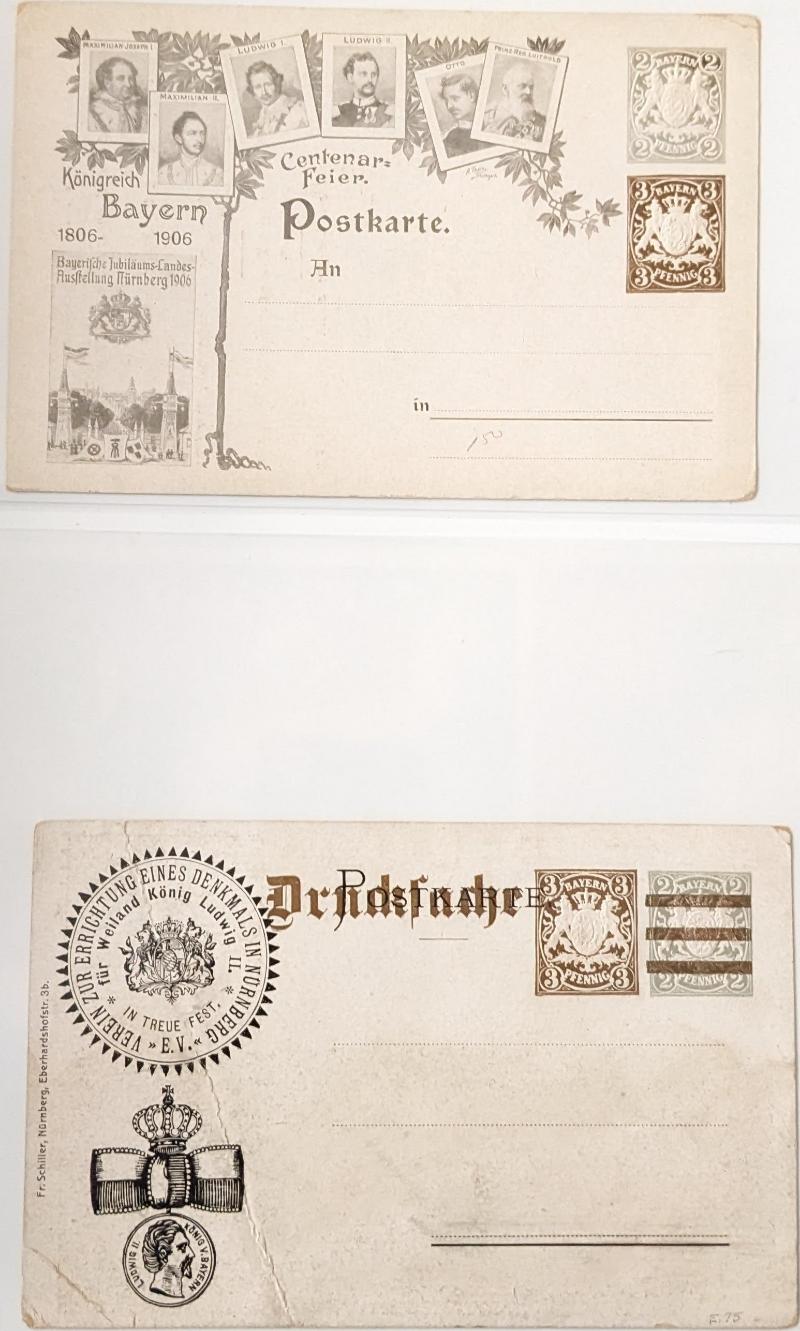 MAXIMILIAN JOSEPH I.
MAXIMILIAN II.
LUDWIG I.
LUDWIG II.
OTTO
PRINZ-REG. LUITPOLD
Königreich
Bayern
1806-1906
Centenar=
Feier.
Postkarte.
An
in
2 2
BAYERN
PFENNIG
2 2
3 3
BAYERN
PFENNIG
3 3
Bayerische Jubiläums-Landes-
Ausstellung Nürnberg 1906
150
VEREIN ZUR ERRICHTUNG EINES DENKMALS IN NÜRNBERG
für Weiland König Ludwig II.
* IN TREUE FEST. *
» E.V. «
Drucksache
POSTKARTE.
3 3
BAYERN
PFENNIG
3 3
2 2
BAYERN
PFENNIG
2 2
Fr. Schiller, Nürnberg, Eberhardshofstr. 3b.
LUDWIG II. KÖNIG V. BAYERN